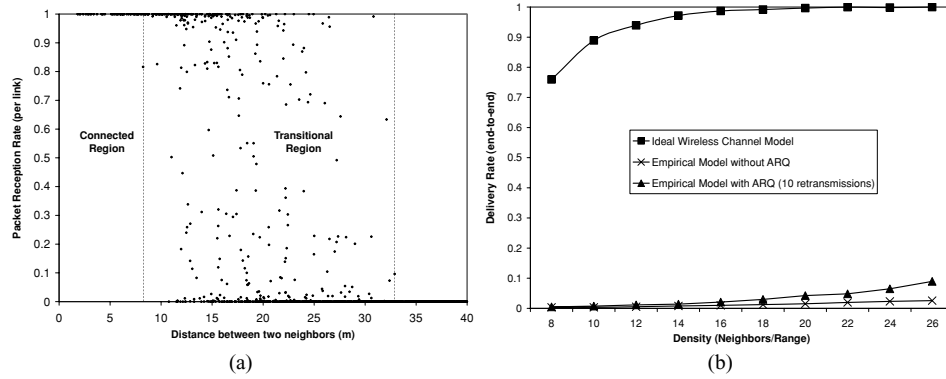 1
0.9
0.8
0.7
0.6
0.5
0.4
0.3
0.2
0.1
0
Packet Reception Rate (per link)
Connected
Region
Transitional
Region
0 5 10 15 20 25 30 35 40
Distance between two neighbors (m)
(a)
1
0.9
0.8
0.7
0.6
0.5
0.4
0.3
0.2
0.1
0
Delivery Rate (end-to-end)
Ideal Wireless Channel Model
Empirical Model without ARQ
Empirical Model with ARQ (10 retransmissions)
8 10 12 14 16 18 20 22 24 26
Density (Neighbors/Range)
(b)